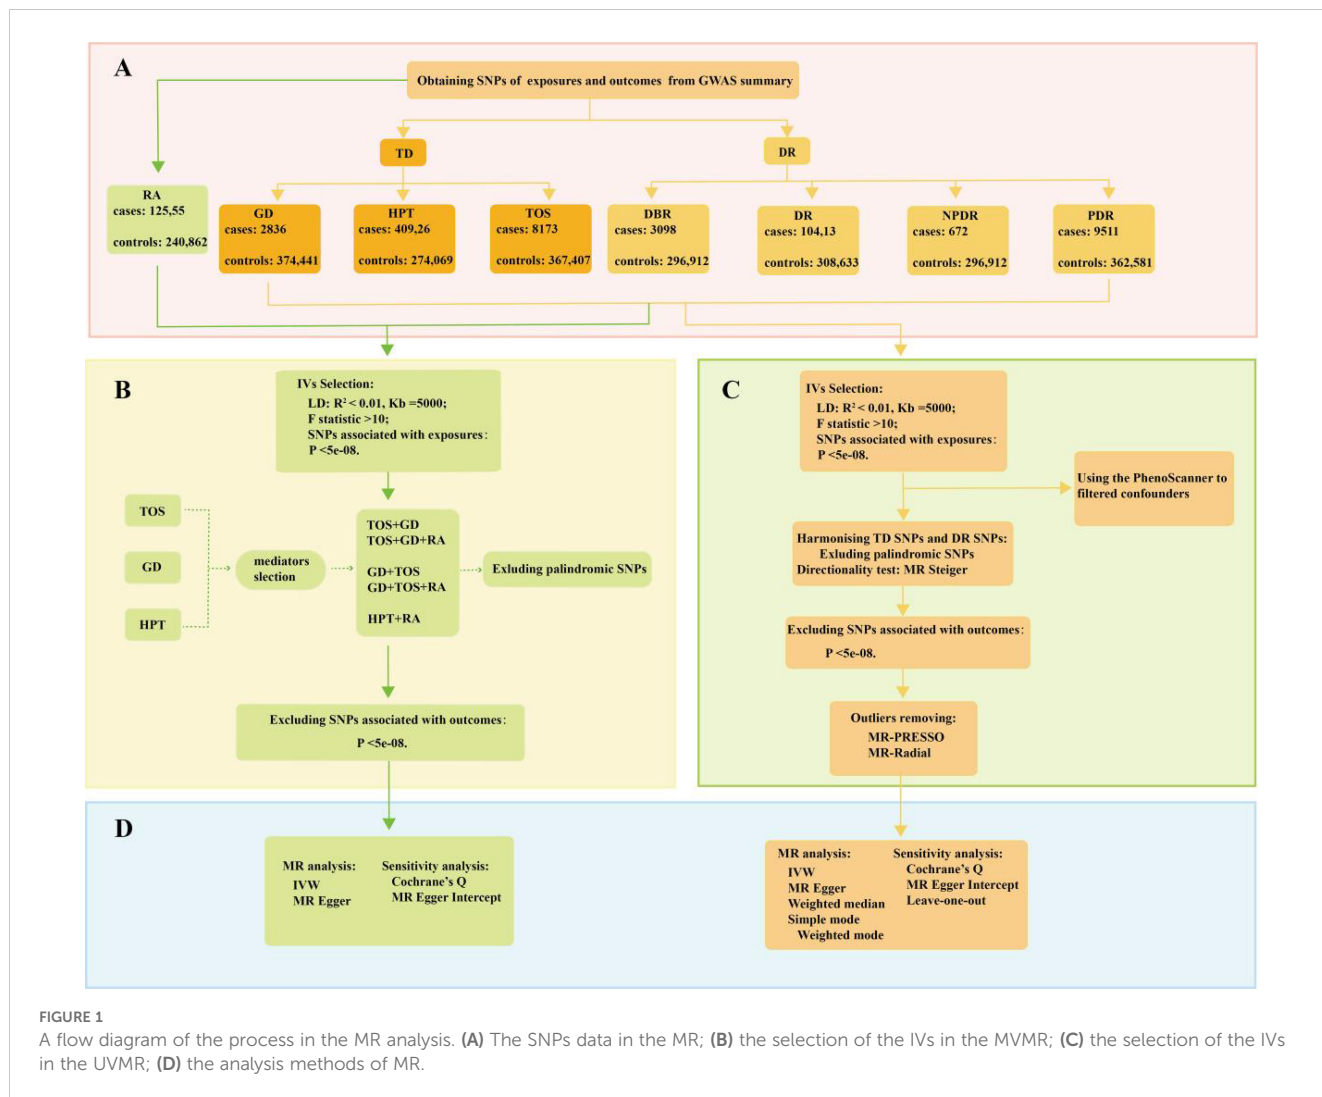 A
Obtaining SNPs of exposures and outcomes from GWAS summary
TD
DR
RA
cases: 125,55
controls: 240,862
GD
cases: 2836
controls: 374,441
HPT
cases: 409,26
controls: 274,069
TOS
cases: 8173
controls: 367,407
DBR
cases: 3098
controls: 296,912
DR
cases: 104,13
controls: 308,633
NPDR
cases: 672
controls: 296,912
PDR
cases: 9511
controls: 362,581
B
IVs Selection:
LD: R² < 0.01, Kb =5000;
F statistic >10;
SNPs associated with exposures:
P <5e-08.
TOS
GD
HPT
mediators
slection
TOS+GD
TOS+GD+RA
GD+TOS
GD+TOS+RA
HPT+RA
Exluding palindromic SNPs
Excluding SNPs associated with outcomes:
P <5e-08.
C
IVs Selection:
LD: R² < 0.01, Kb =5000;
F statistic >10;
SNPs associated with exposures:
P <5e-08.
Using the PhenoScanner to
filtered confounders
Harmonising TD SNPs and DR SNPs:
Exluding palindromic SNPs
Directionality test: MR Steiger
Excluding SNPs associated with outcomes:
P <5e-08.
Outliers removing:
MR-PRESSO
MR-Radial
D
MR analysis:
IVW
MR Egger
Sensitivity analysis:
Cochrane's Q
MR Egger Intercept
MR analysis:
IVW
MR Egger
Weighted median
Simple mode
Weighted mode
Sensitivity analysis:
Cochrane's Q
MR Egger Intercept
Leave-one-out
FIGURE 1
A flow diagram of the process in the MR analysis. (A) The SNPs data in the MR; (B) the selection of the IVs in the MVMR; (C) the selection of the IVs
in the UVMR; (D) the analysis methods of MR.